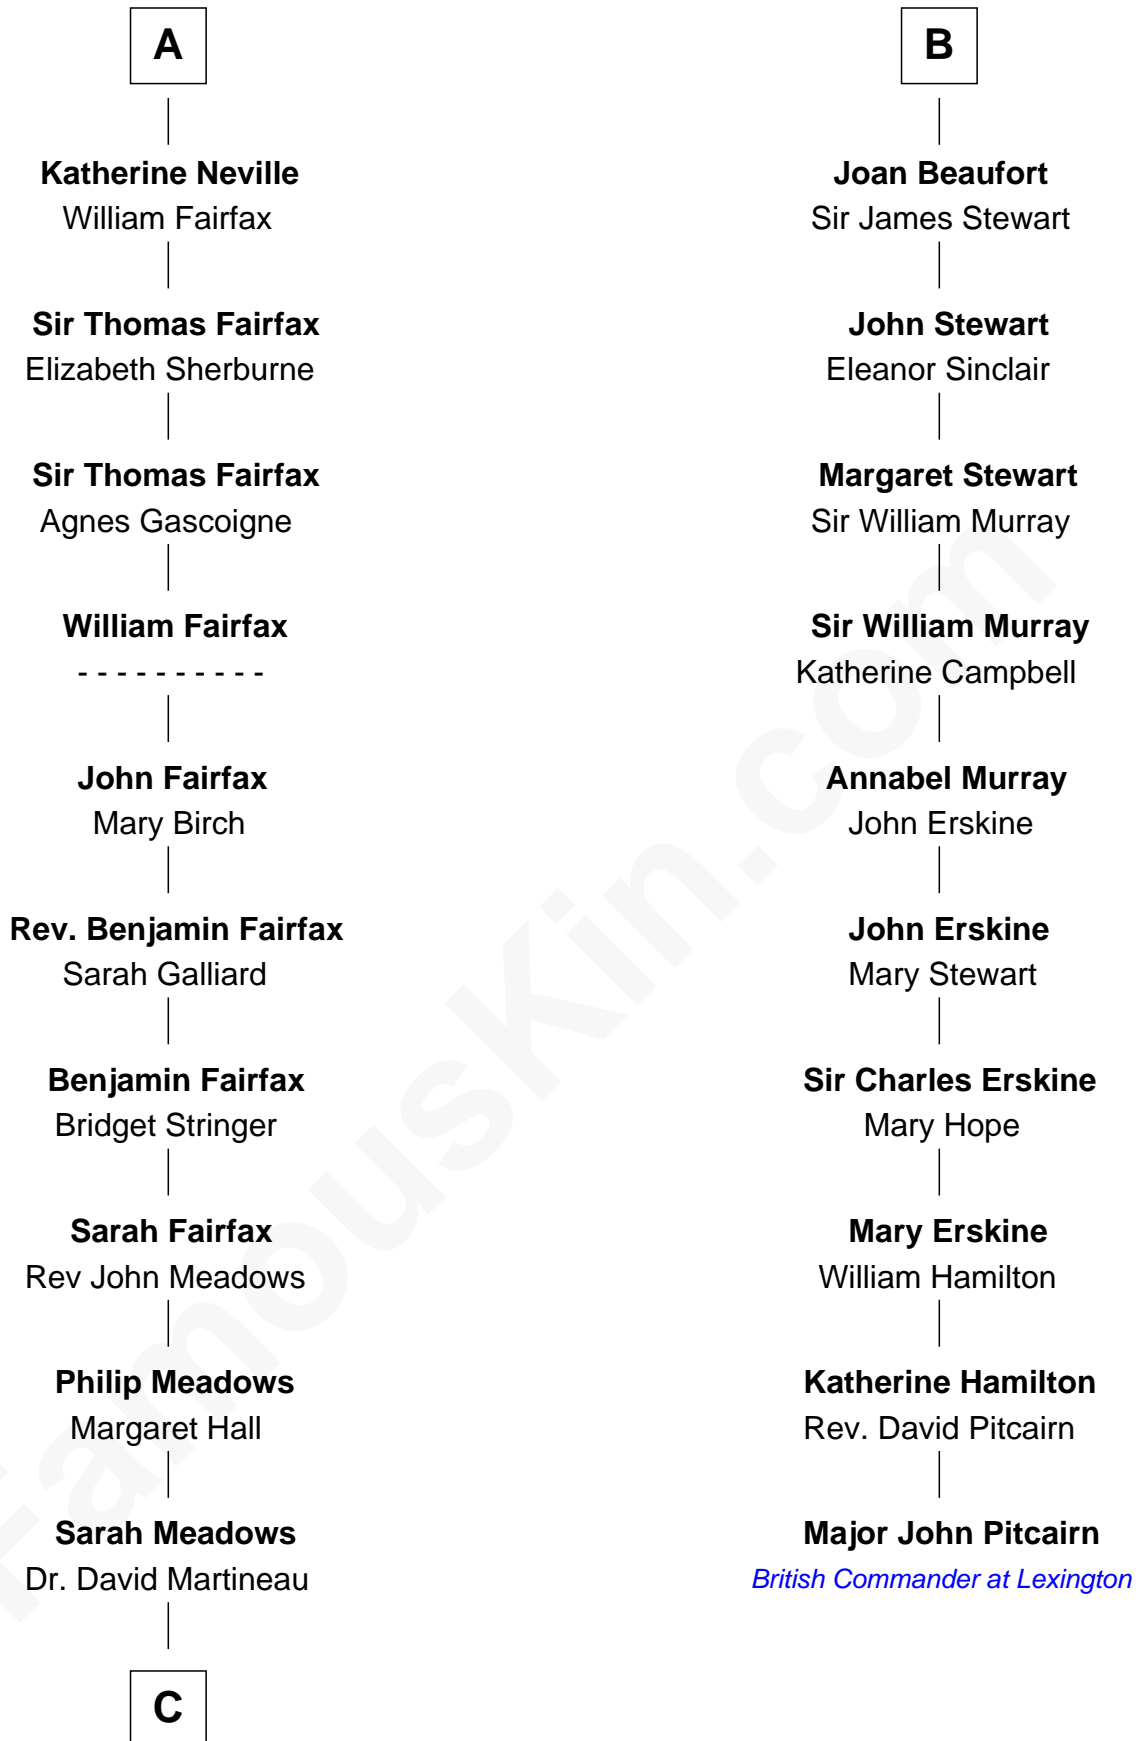 A
Katherine Neville
William Fairfax
Sir Thomas Fairfax
Elizabeth Sherburne
Sir Thomas Fairfax
Agnes Gascoigne
William Fairfax
- - - - - - - - - -
John Fairfax
Mary Birch
Rev. Benjamin Fairfax
Sarah Galliard
Benjamin Fairfax
Bridget Stringer
Sarah Fairfax
Rev John Meadows
Philip Meadows
Margaret Hall
Sarah Meadows
Dr. David Martineau
C
B
Joan Beaufort
Sir James Stewart
John Stewart
Eleanor Sinclair
Margaret Stewart
Sir William Murray
Sir William Murray
Katherine Campbell
Annabel Murray
John Erskine
John Erskine
Mary Stewart
Sir Charles Erskine
Mary Hope
Mary Erskine
William Hamilton
Katherine Hamilton
Rev. David Pitcairn
Major John Pitcairn
British Commander at Lexington
FamousKin.com